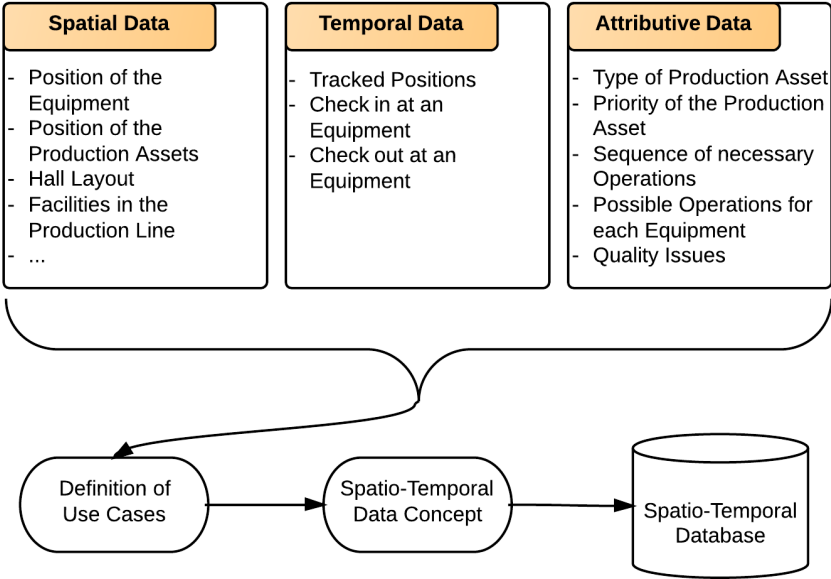 Spatial Data
- Position of the
Equipment
- Position of the
Production Assets
- Hall Layout
- Facilities in the
Production Line
- ...
Temporal Data
- Tracked Positions
- Check in at an
Equipment
- Check out at an
Equipment
Attributive Data
- Type of Production Asset
- Priority of the Production
Asset
- Sequence of necessary
Operations
- Possible Operations for
each Equipment
- Quality Issues
Definition of
Use Cases
Spatio-Temporal
Data Concept
Spatio-Temporal
Database